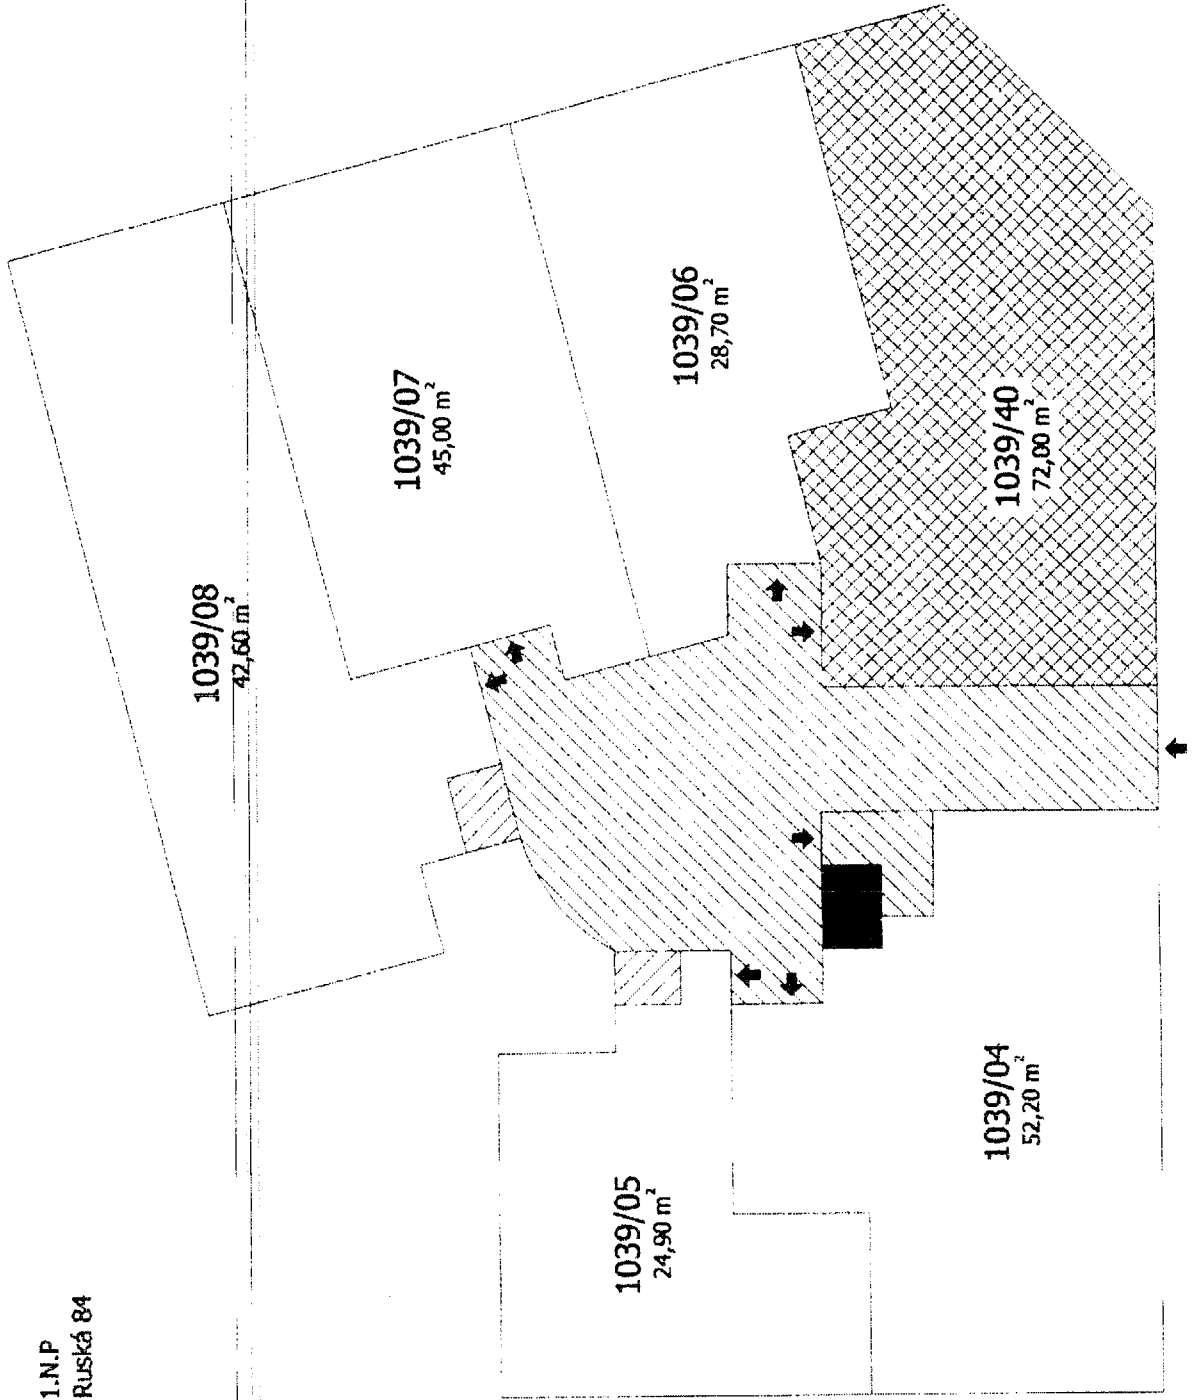 1.N.P
Ruská 84
1039/08
42,60 m²
1039/07
45,00 m²
1039/06
28,70 m²
1039/40
72,00 m²
1039/05
24,90 m²
1039/04
52,20 m²